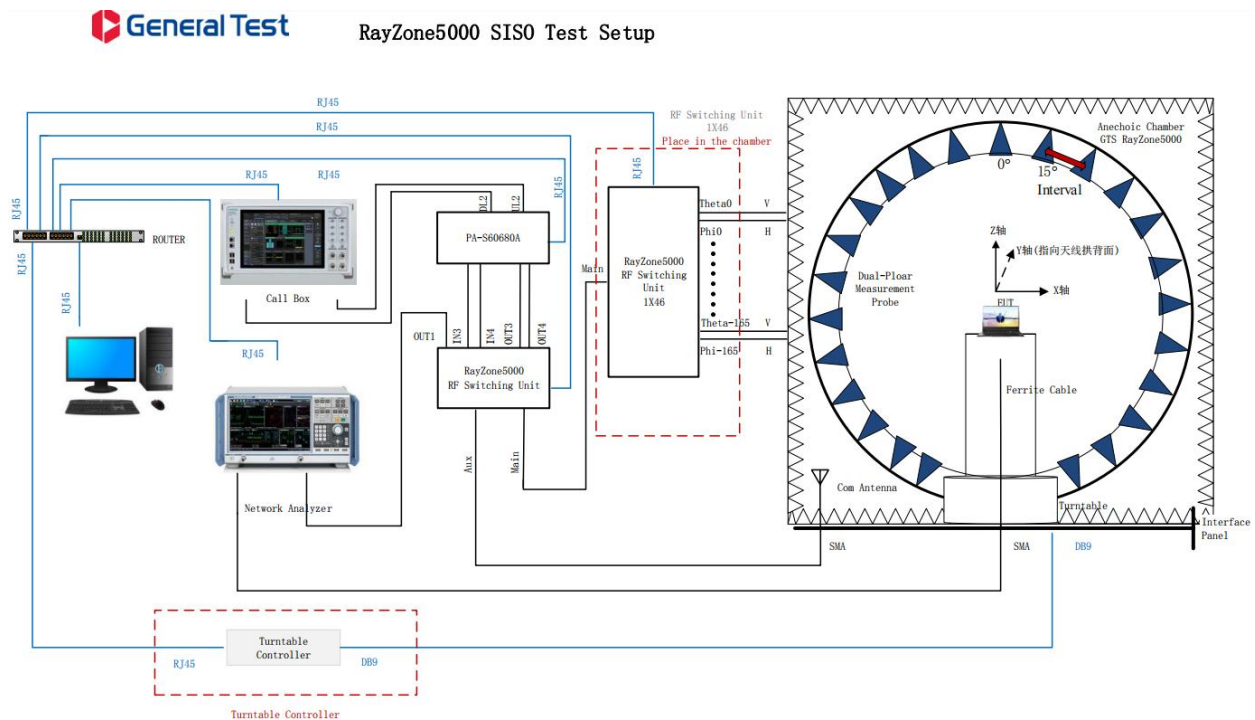 General Test
RayZone5000 SISO Test Setup
RJ45
RJ45
RJ45
RJ45
RJ45
RJ45
RJ45
RJ45
RJ45
RJ45
ROUTER
Call Box
DL2
UL2
PA-S60680A
OUT1
IN3
IN4
OUT3
OUT4
RayZone5000
RF Switching Unit
Aux
Main
Network Analyzer
RF Switching Unit
1X46
Place in the chamber
Main
RayZone5000
RF Switching
Unit
1X46
Theta0 V
Phi0 H
Theta-165 V
Phi-165 H
Anechoic Chamber
GTS RayZone5000
0°
15°
Interval
Z轴
Y轴(指向天线拱背面)
X轴
EUT
Dual-Ploar
Measurement
Probe
Ferrite Cable
Com Antenna
Turntable
Interface
Panel
SMA
SMA
DB9
Turntable
Controller
RJ45
DB9
Turntable Controller